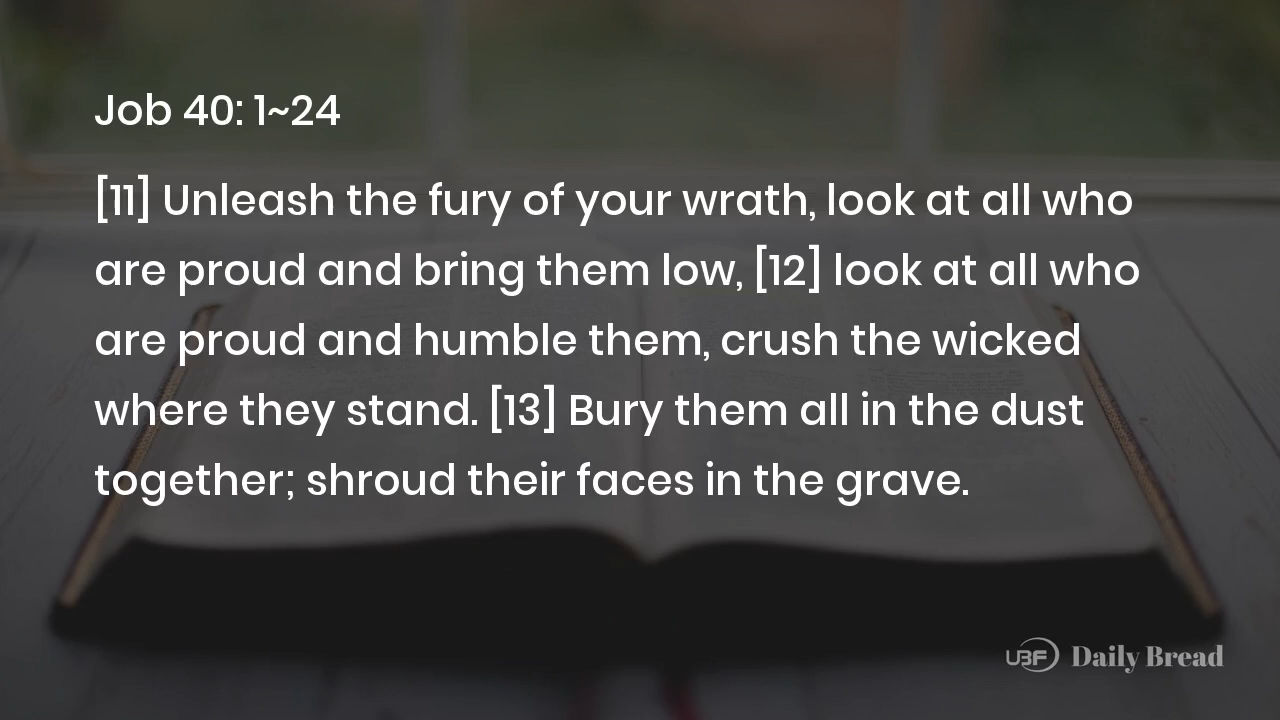 Job 40: 1~24
[11] Unleash the fury of your wrath, look at all who
are proud and bring them low, [12] look at all who
are proud and humble them, crush the wicked
where they stand. [13] Bury them all in the dust
together; shroud their faces in the grave.
UBF Daily Bread